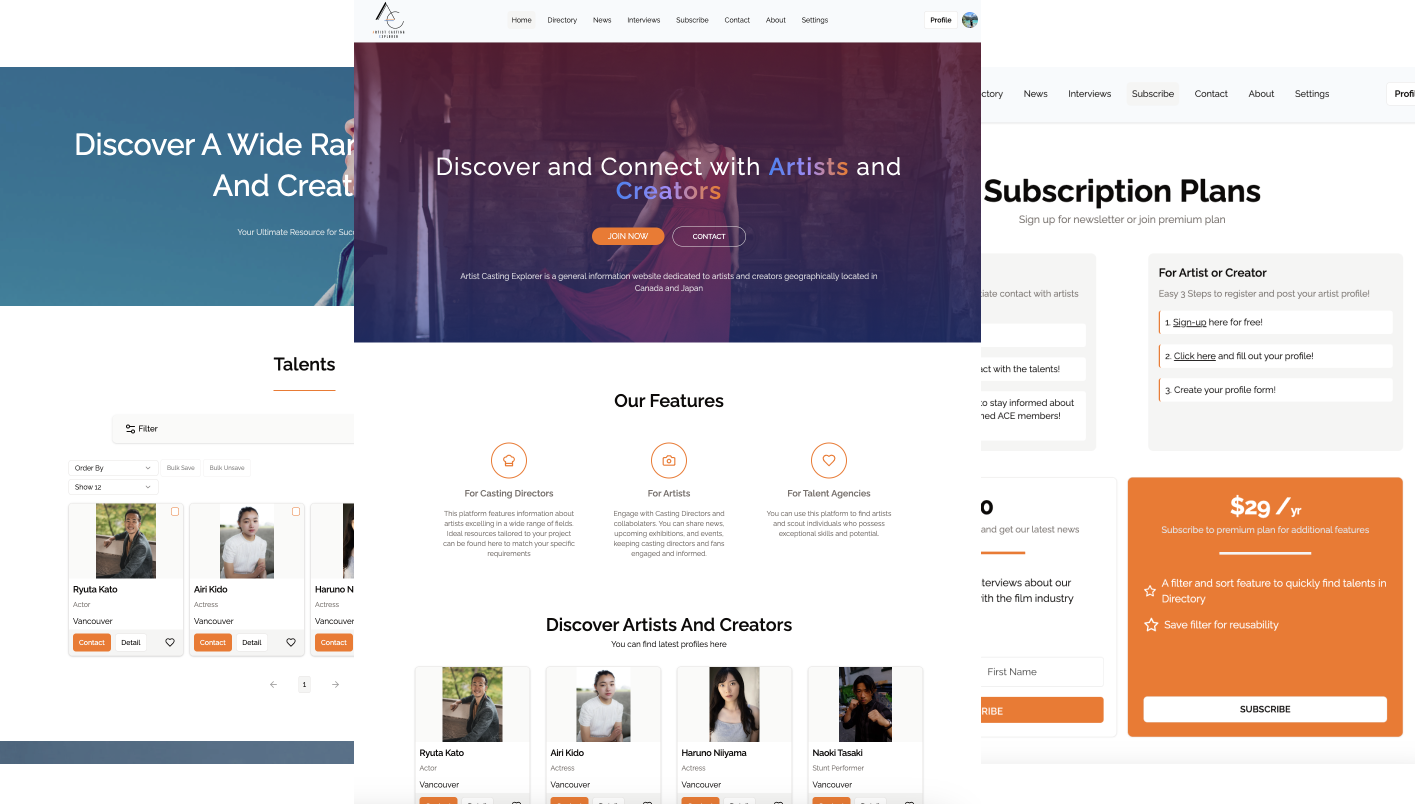 Discover A Wide Ran
And Creat
Your Ultimate Resource for Succ
Talents
Filter
Order By
Bulk Save
Bulk Unsave
Show 12
Ryuta Kato
Actor
Vancouver
Contact
Detail
Airi Kido
Actress
Vancouver
Contact
Detail
Haruno N
Actress
Vancouver
Contact
1
ARTIST CASTING
EXPLORER
Home
Directory
News
Interviews
Subscribe
Contact
About
Settings
Profile
Discover and Connect with Artists and
Creators
JOIN NOW
CONTACT
Artist Casting Explorer is a general information website dedicated to artists and creators geographically located in
Canada and Japan
Our Features
For Casting Directors
This platform features information about
artists excelling in a wide range of fields.
Ideal resources tailored to your project
can be found here to match your specific
requirements
For Artists
Engage with Casting Directors and
collaborators. You can share news,
upcoming exhibitions, and events,
keeping casting directors and fans
engaged and informed.
For Talent Agencies
You can use this platform to find artists
and scout individuals who possess
exceptional skills and potential.
Discover Artists And Creators
You can find latest profiles here
Ryuta Kato
Actor
Vancouver
Airi Kido
Actress
Vancouver
Haruno Niiyama
Actress
Vancouver
Naoki Tasaki
Stunt Performer
Vancouver
ctory
News
Interviews
Subscribe
Contact
About
Settings
Profil
Subscription Plans
Sign up for newsletter or join premium plan
tiate contact with artists
act with the talents!
to stay informed about
ned ACE members!
For Artist or Creator
Easy 3 Steps to register and post your artist profile!
1. Sign-up here for free!
2. Click here and fill out your profile!
3. Create your profile form!
0
and get our latest news
terviews about our
with the film industry
First Name
RIBE
$29 /yr
Subscribe to premium plan for additional features
A filter and sort feature to quickly find talents in
Directory
Save filter for reusability
SUBSCRIBE